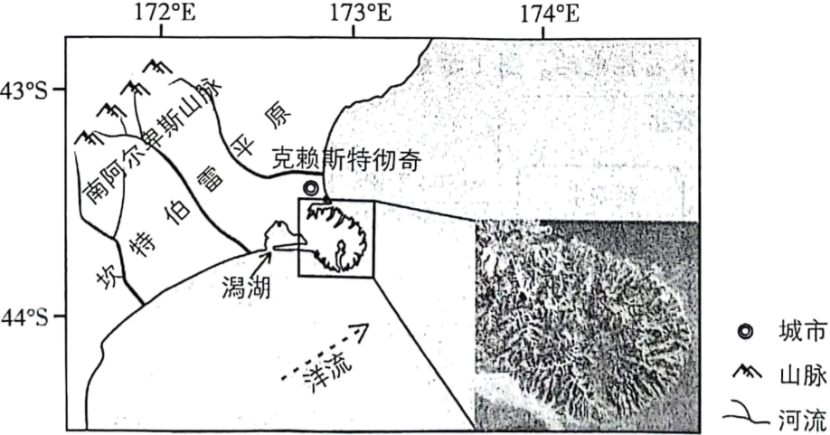 172°E 173°E 174°E
43°S
44°S
南阿尔卑斯山脉
坎特伯雷平原
克赖斯特彻奇
潟湖
洋流
城市
山脉
河流